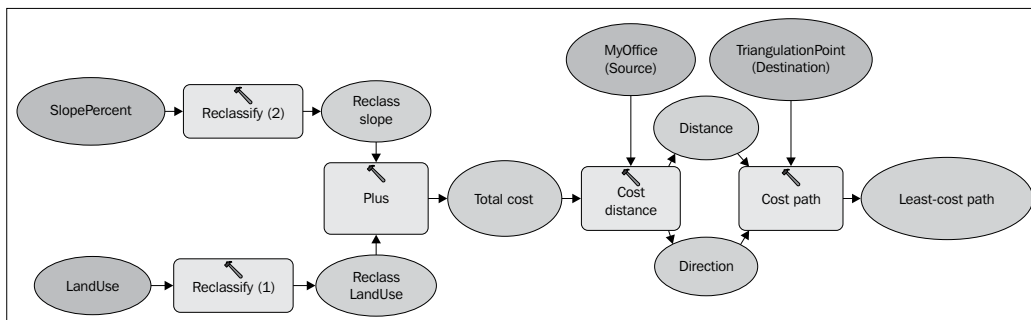 MyOffice
(Source)
TriangulationPoint
(Destination)
SlopePercent
Reclassify (2)
Reclass
slope
Distance
Plus
Total cost
Cost
distance
Cost path
Least-cost path
Direction
LandUse
Reclassify (1)
Reclass
LandUse